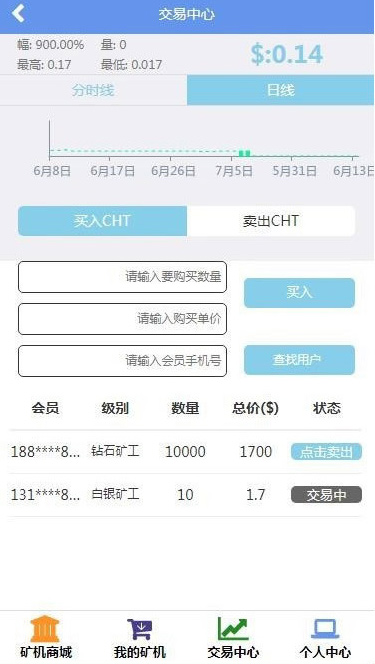 交易中心
幅: 900.00% 量: 0
最高: 0.17 最低: 0.017
$:0.14
分时线 日线
6月8日 6月17日 6月26日 7月5日 5月31日 6月13日
买入CHT 卖出CHT
请输入要购买数量
买入
请输入购买单价
请输入会员手机号 查找用户
会员 级别 数量 总价($) 状态
188****8... 钻石矿工 10000 1700 点击卖出
131****8... 白银矿工 10 1.7 交易中
矿机商城 我的矿机 交易中心 个人中心